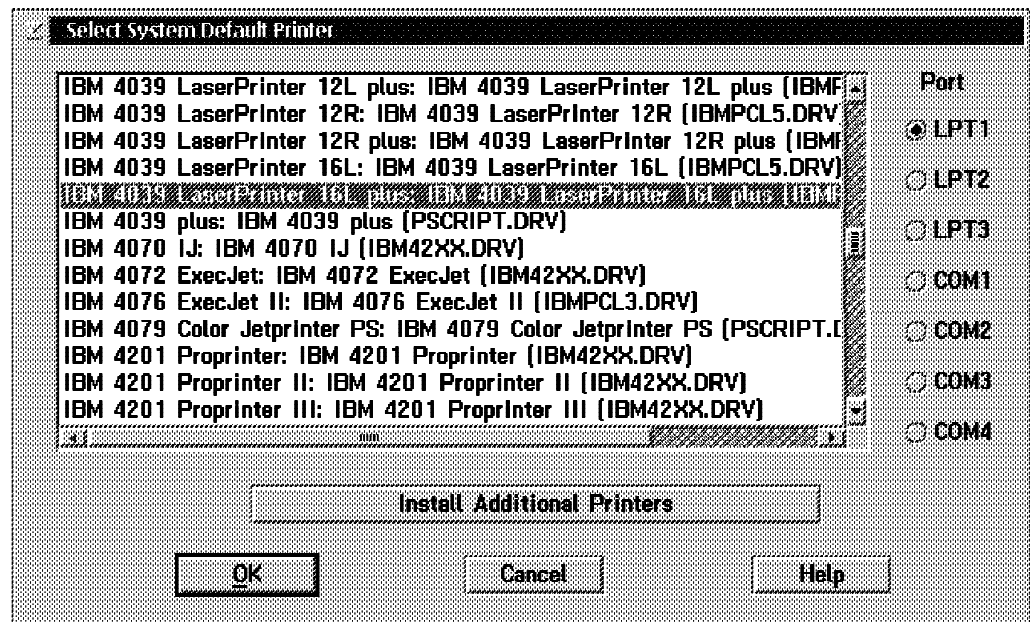 Select System Default Printer
IBM 4039 LaserPrinter 12L plus: IBM 4039 LaserPrinter 12L plus (IBMP
IBM 4039 LaserPrinter 12R: IBM 4039 LaserPrinter 12R (IBMPCL5.DRV)
IBM 4039 LaserPrinter 12R plus: IBM 4039 LaserPrinter 12R plus (IBMP
IBM 4039 LaserPrinter 16L: IBM 4039 LaserPrinter 16L (IBMPCL5.DRV)
IBM 4039 LaserPrinter 16L plus: IBM 4039 LaserPrinter 16L plus (IBMP
IBM 4039 plus: IBM 4039 plus (PSCRIPT.DRV)
IBM 4070 IJ: IBM 4070 IJ (IBM42XX.DRV)
IBM 4072 ExecJet: IBM 4072 ExecJet (IBM42XX.DRV)
IBM 4076 ExecJet II: IBM 4076 ExecJet II (IBMPCL3.DRV)
IBM 4079 Color Jetprinter PS: IBM 4079 Color Jetprinter PS (PSCRIPT.D
IBM 4201 Proprinter: IBM 4201 Proprinter (IBM42XX.DRV)
IBM 4201 Proprinter II: IBM 4201 Proprinter II (IBM42XX.DRV)
IBM 4201 Proprinter III: IBM 4201 Proprinter III (IBM42XX.DRV)
Port
LPT1
LPT2
LPT3
COM1
COM2
COM3
COM4
Install Additional Printers
OK
Cancel
Help